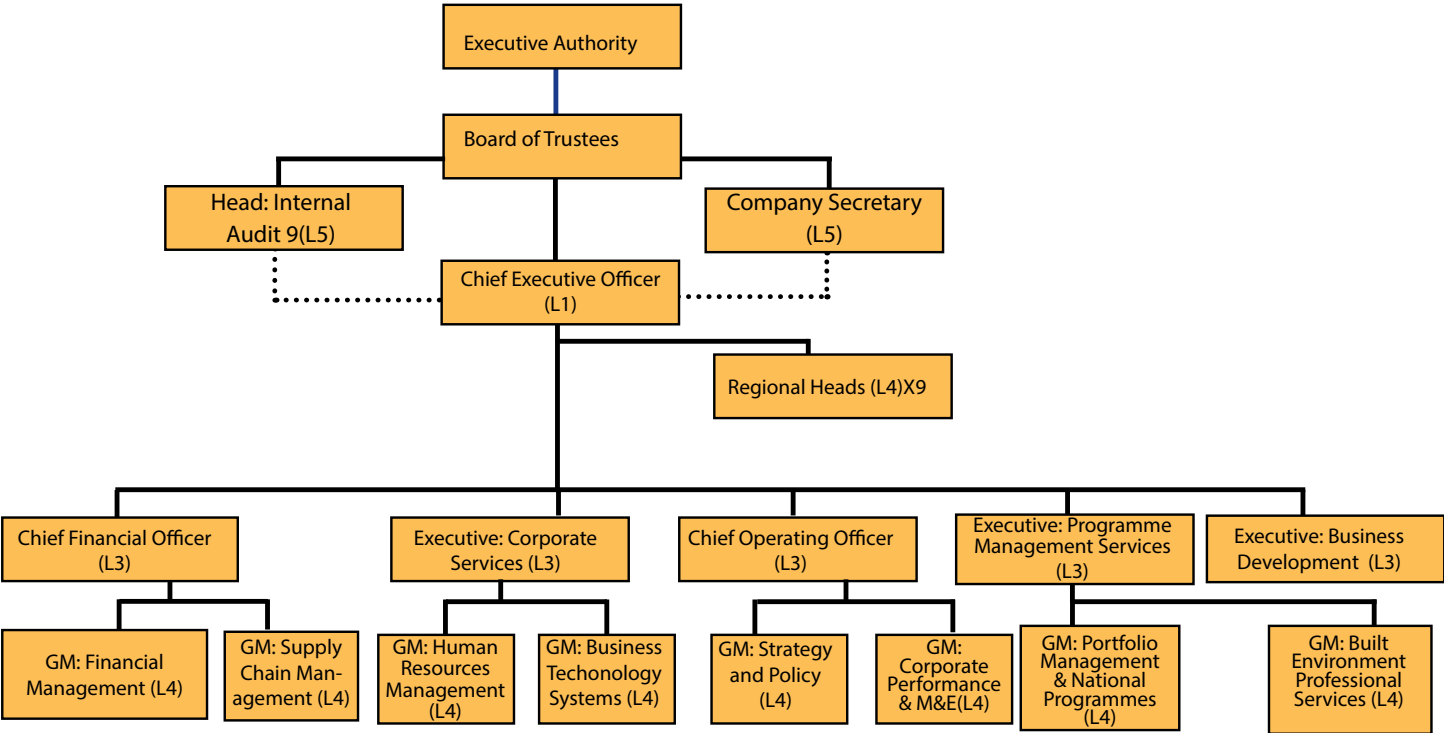 Executive Authority
Board of Trustees
Head: Internal
Audit 9(L5)
Company Secretary
(L5)
Chief Executive Officer
(L1)
Regional Heads (L4)X9
Chief Financial Officer
(L3)
Executive: Corporate
Services (L3)
Chief Operating Officer
(L3)
Executive: Programme
Management Services
(L3)
Executive: Business
Development (L3)
GM: Financial
Management (L4)
GM: Supply
Chain Man-
agement (L4)
GM: Human
Resources
Management
(L4)
GM: Business
Techonology
Systems (L4)
GM: Strategy
and Policy
(L4)
GM:
Corporate
Performance
& M&E(L4)
GM: Portfolio
Management
& National
Programmes
(L4)
GM: Built
Environment
Professional
Services (L4)